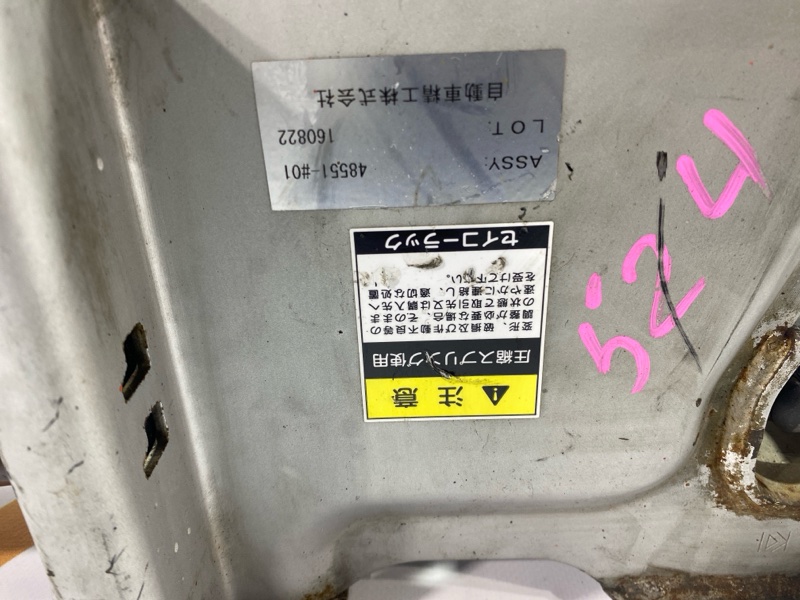 ⚠ 注意
圧縮スプリング使用
変形、破損及び作動不良等の
調整が必要な場合、そのまま
の状態で取引先又は購入先へ
速やかに連絡し、適切な処置
を受けて下さい。
セイコーラック
ASSY: 48551-#01
LOT: 160822
自動車精工株式会社
524